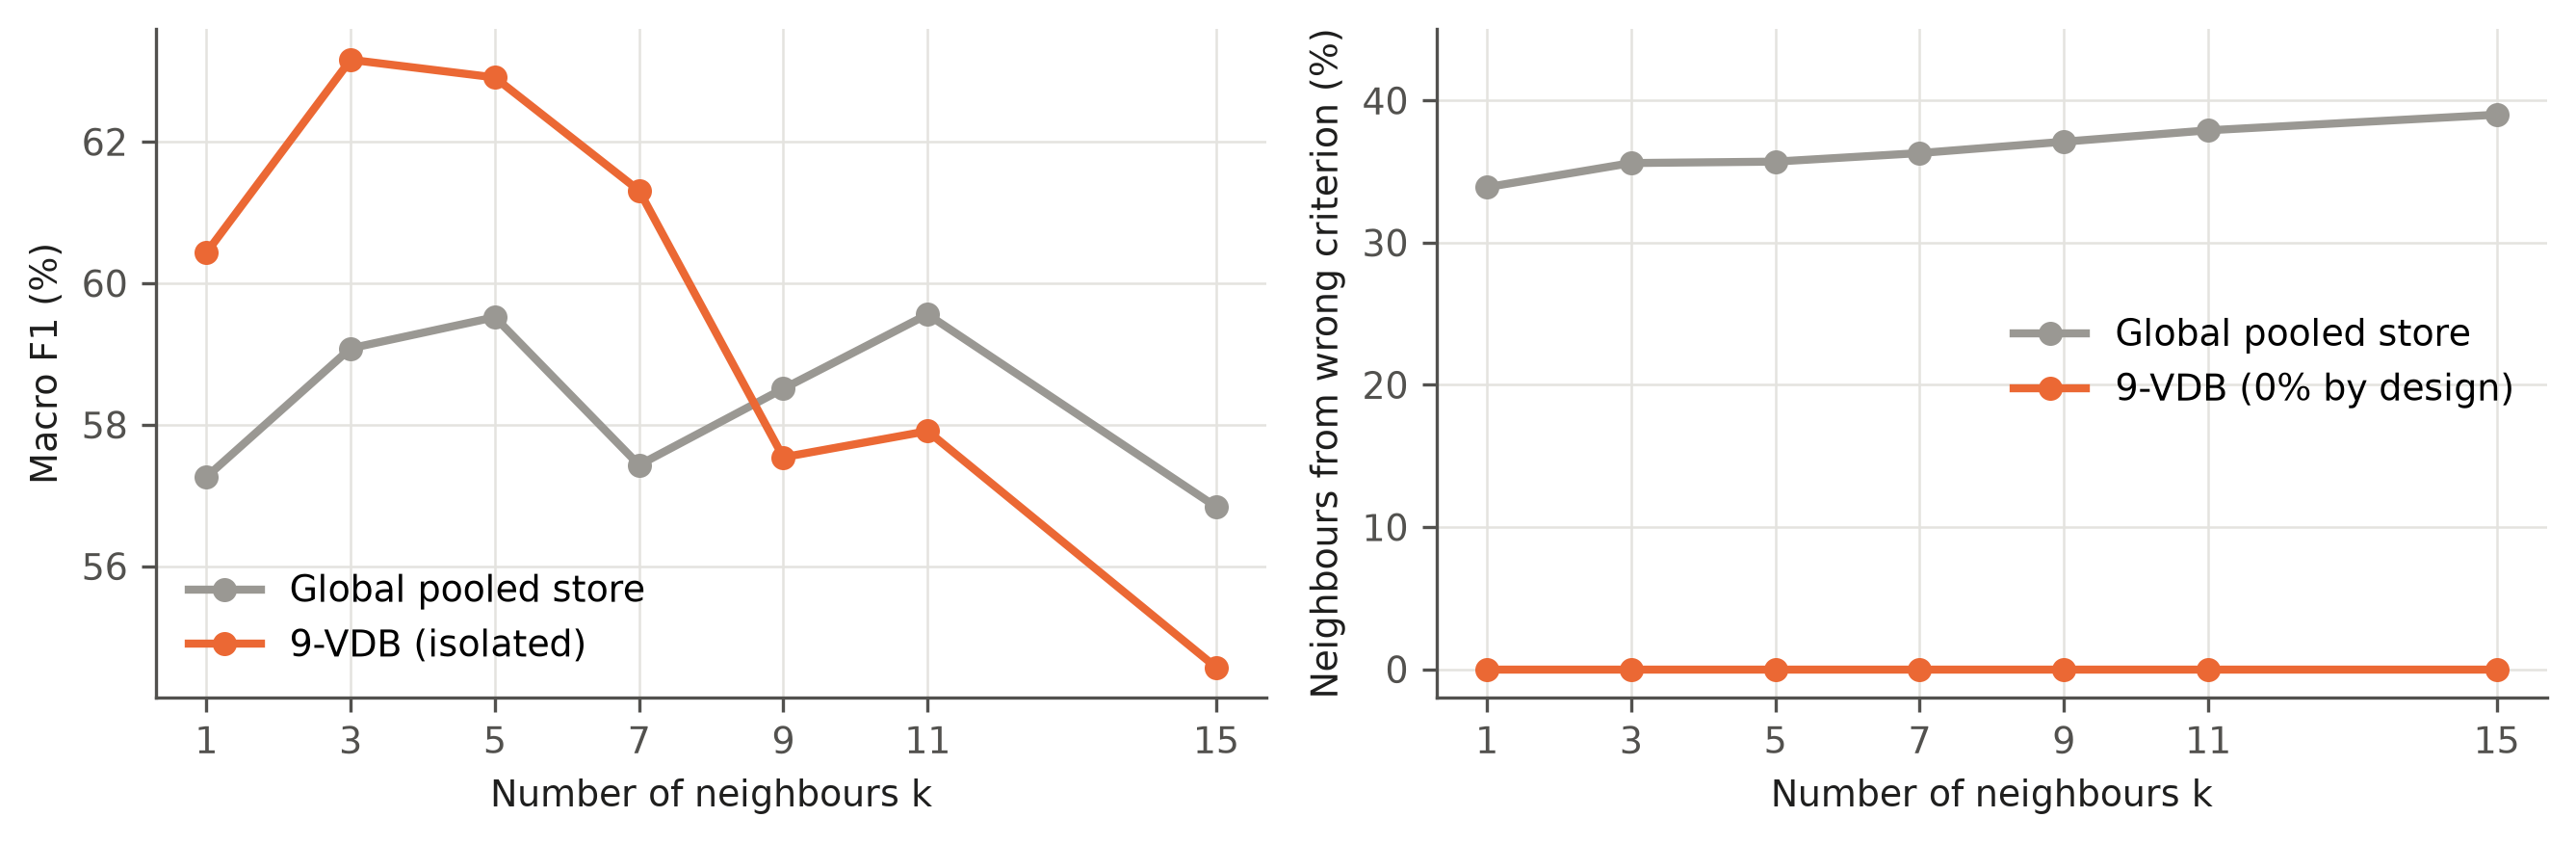 Macro F1 (%)
62
60
58
56
Global pooled store
9-VDB (isolated)
1 3 5 7 9 11 15
Number of neighbours k
Neighbours from wrong criterion (%)
40
30
20
10
0
Global pooled store
9-VDB (0% by design)
1 3 5 7 9 11 15
Number of neighbours k